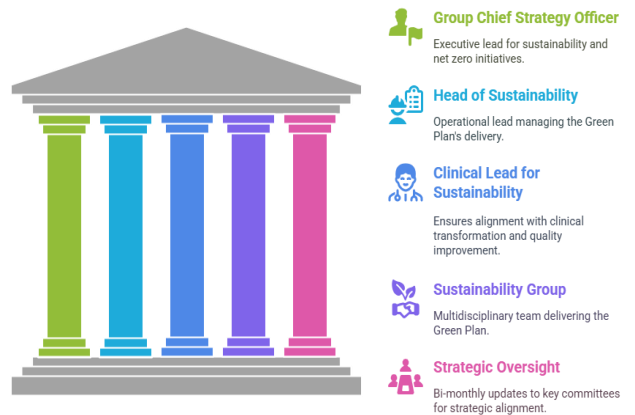 Group Chief Strategy Officer
Executive lead for sustainability and
net zero initiatives.
Head of Sustainability
Operational lead managing the Green
Plan's delivery.
Clinical Lead for
Sustainability
Ensures alignment with clinical
transformation and quality
improvement.
Sustainability Group
Multidisciplinary team delivering the
Green Plan.
Strategic Oversight
Bi-monthly updates to key committees
for strategic alignment.